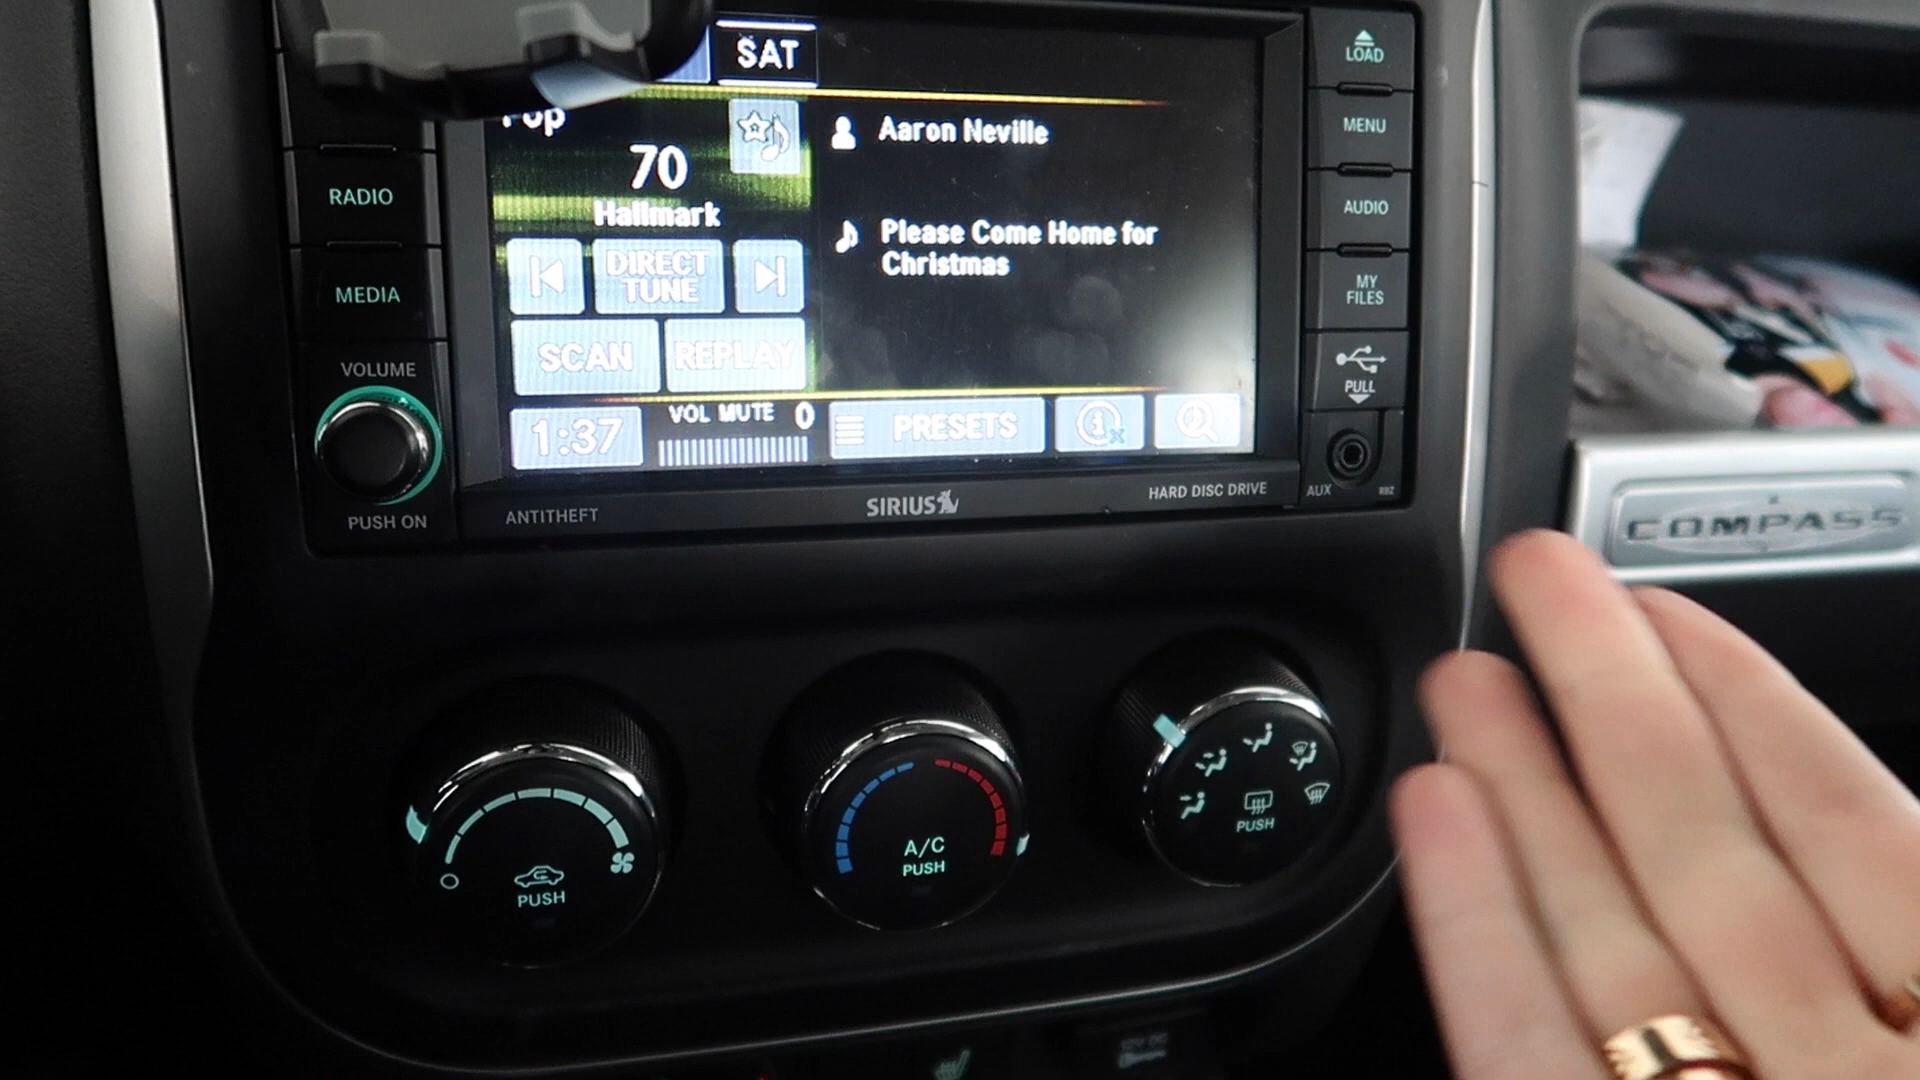 SAT
Pop
70
Hallmark
DIRECT
TUNE
SCAN
REPLAY
Aaron Neville
Please Come Home for
Christmas
1:37
VOL MUTE 0
PRESETS
RADIO
MEDIA
VOLUME
PUSH ON
ANTITHEFT
SIRIUS
HARD DISC DRIVE
LOAD
MENU
AUDIO
MY
FILES
PULL
AUX
RBZ
COMPASS
PUSH
A/C
PUSH
PUSH